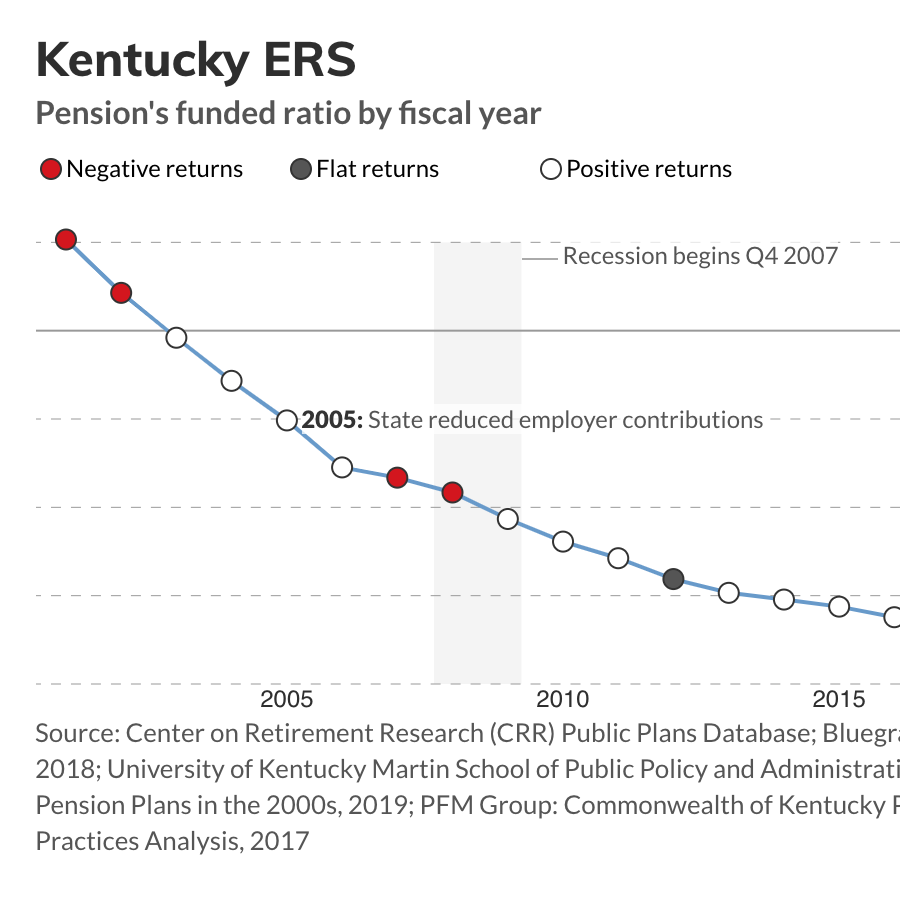 Kentucky ERS
Pension's funded ratio by fiscal year
Negative returns Flat returns Positive returns
Recession begins Q4 2007
2005: State reduced employer contributions
2005 2010 2015
Source: Center on Retirement Research (CRR) Public Plans Database; Bluegra
2018; University of Kentucky Martin School of Public Policy and Administrati
Pension Plans in the 2000s, 2019; PFM Group: Commonwealth of Kentucky
Practices Analysis, 2017